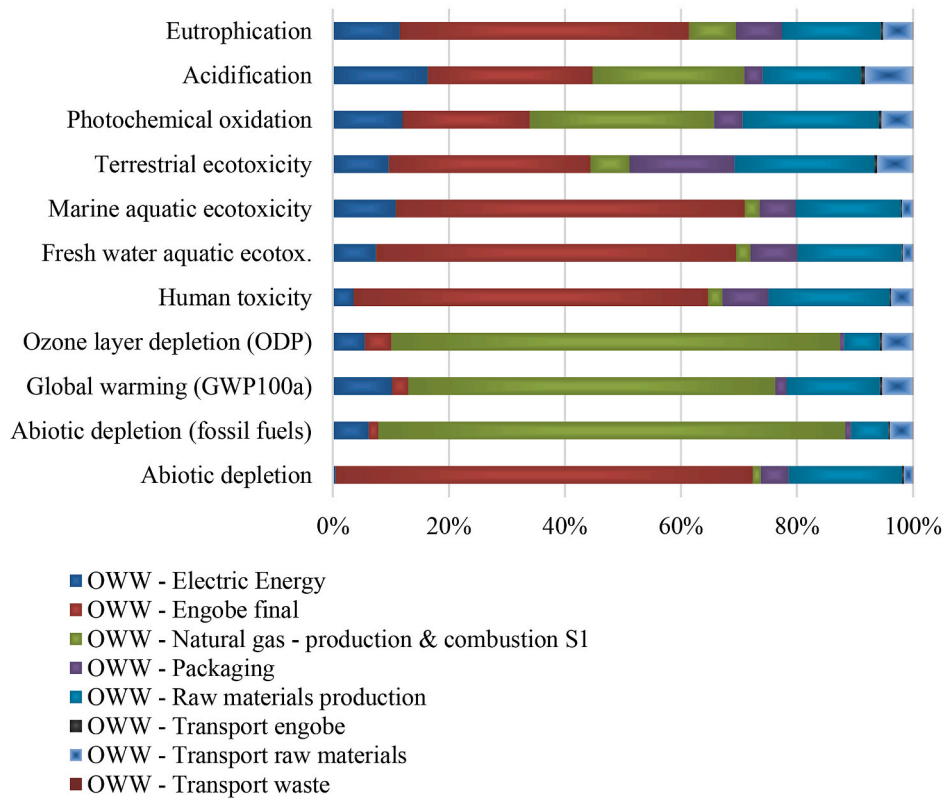 Eutrophication
Acidification
Photochemical oxidation
Terrestrial ecotoxicity
Marine aquatic ecotoxicity
Fresh water aquatic ecotox.
Human toxicity
Ozone layer depletion (ODP)
Global warming (GWP100a)
Abiotic depletion (fossil fuels)
Abiotic depletion
0% 20% 40% 60% 80% 100%
OWW - Electric Energy
OWW - Engobe final
OWW - Natural gas - production & combustion S1
OWW - Packaging
OWW - Raw materials production
OWW - Transport engobe
OWW - Transport raw materials
OWW - Transport waste